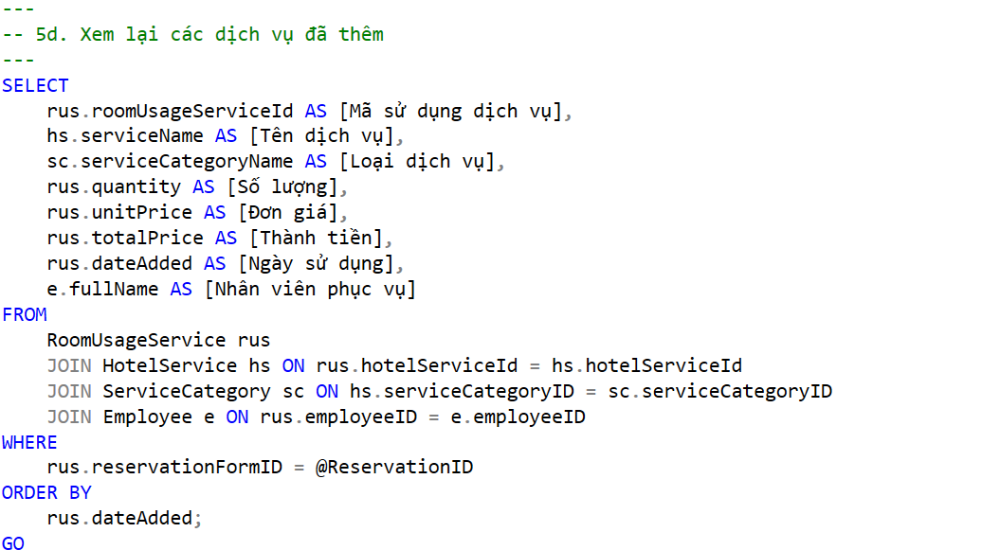 ---
-- 5d. Xem lại các dịch vụ đã thêm
---
SELECT
    rus.roomUsageServiceId AS [Mã sử dụng dịch vụ],
    hs.serviceName AS [Tên dịch vụ],
    sc.serviceCategoryName AS [Loại dịch vụ],
    rus.quantity AS [Số lượng],
    rus.unitPrice AS [Đơn giá],
    rus.totalPrice AS [Thành tiền],
    rus.dateAdded AS [Ngày sử dụng],
    e.fullName AS [Nhân viên phục vụ]
FROM
    RoomUsageService rus
    JOIN HotelService hs ON rus.hotelServiceId = hs.hotelServiceId
    JOIN ServiceCategory sc ON hs.serviceCategoryID = sc.serviceCategoryID
    JOIN Employee e ON rus.employeeID = e.employeeID
WHERE
    rus.reservationFormID = @ReservationID
ORDER BY
    rus.dateAdded;
GO